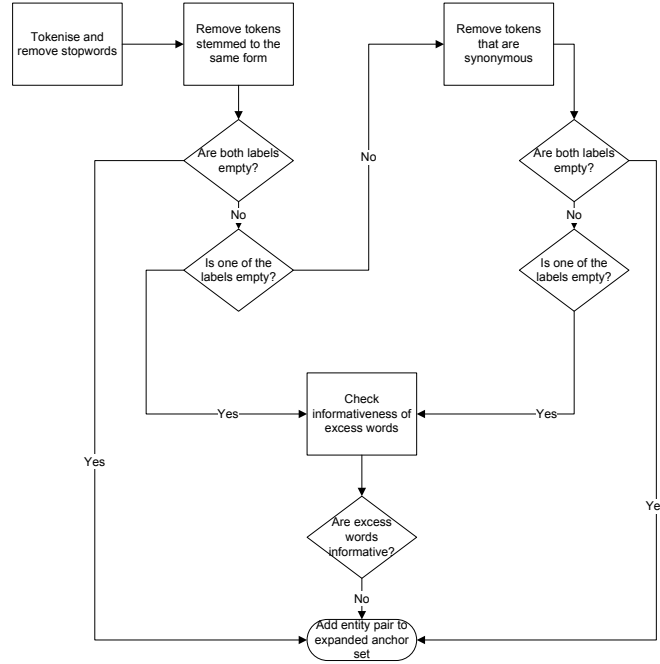 Tokenise and
remove stopwords
Remove tokens
stemmed to the
same form
Remove tokens
that are
synonymous
No
Are both labels
empty?
Are both labels
empty?
No
No
Is one of the
labels empty?
Is one of the
labels empty?
Check
informativeness of
excess words
Yes
Yes
Yes
Ye
Are excess
words
informative?
No
Add entity pair to
expanded anchor
set